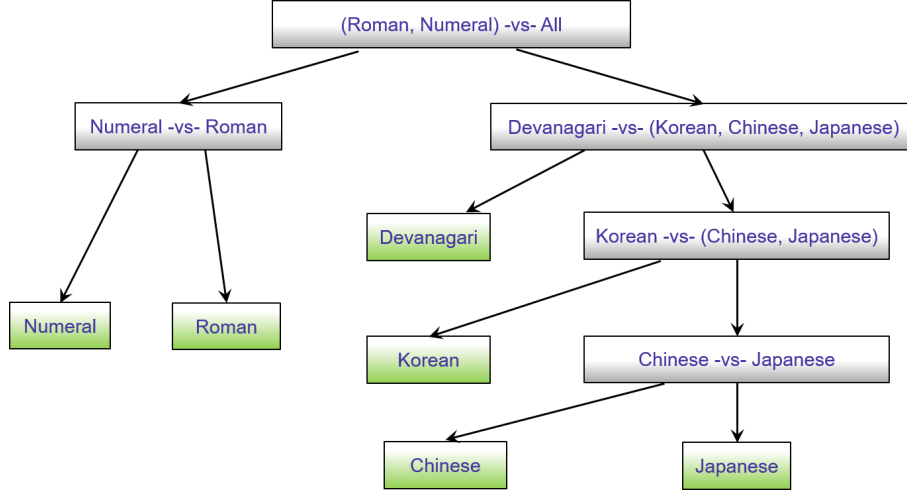 (Roman, Numeral) -vs- All
Numeral -vs- Roman
Devanagari -vs- (Korean, Chinese, Japanese)
Devanagari
Korean -vs- (Chinese, Japanese)
Numeral
Roman
Korean
Chinese -vs- Japanese
Chinese
Japanese